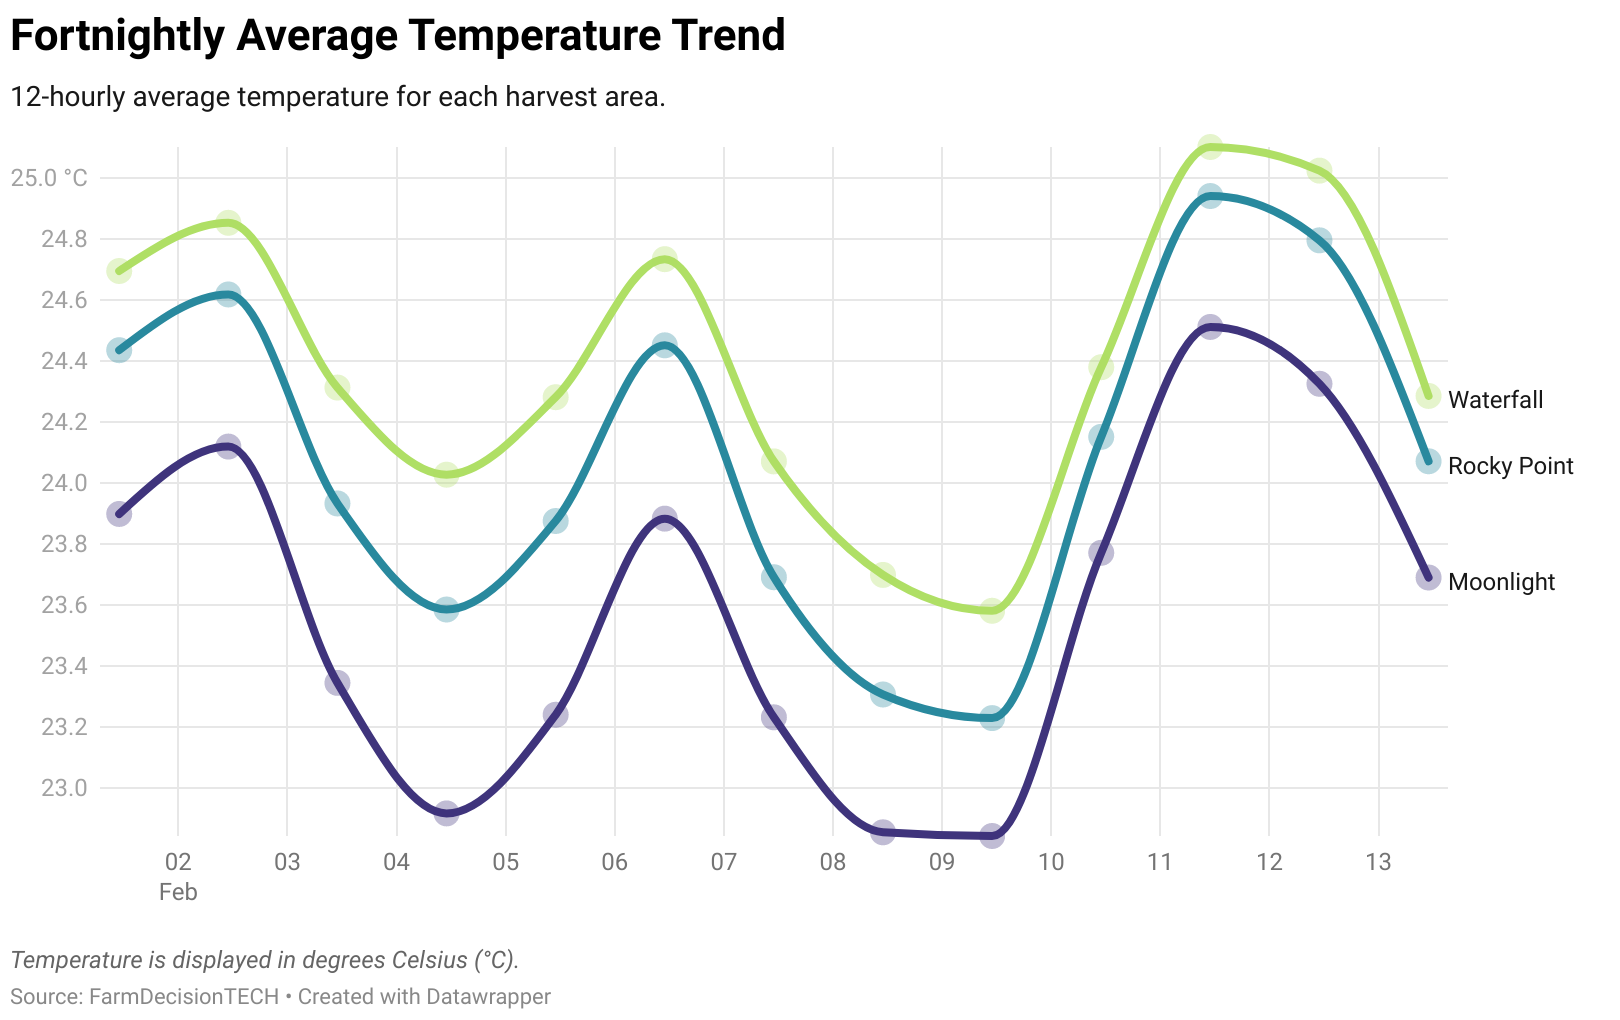 Fortnightly Average Temperature Trend
12-hourly average temperature for each harvest area.
25.0 °C
24.8
24.6
24.4
24.2
24.0
23.8
23.6
23.4
23.2
23.0
Waterfall
Rocky Point
Moonlight
02 03 04 05 06 07 08 09 10 11 12 13
Feb
Temperature is displayed in degrees Celsius (°C).
Source: FarmDecisionTECH • Created with Datawrapper